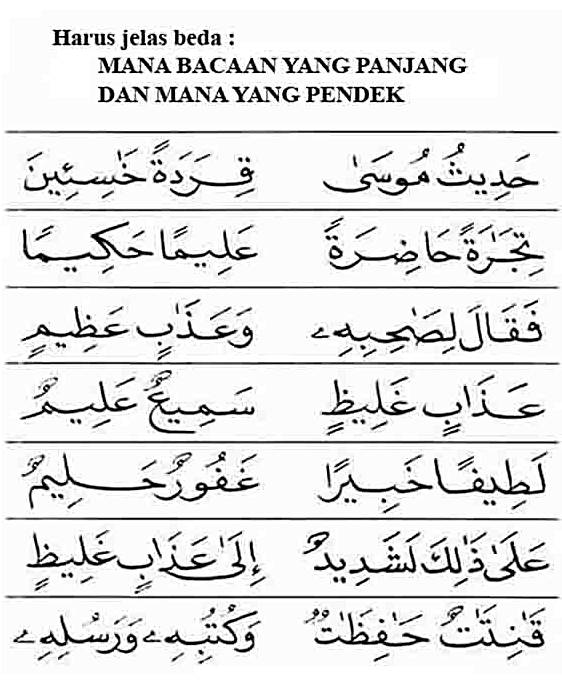 Harus jelas beda :
MANA BACAAN YANG PANJANG
DAN MANA YANG PENDEK
حَدِيثُ مُوسَىٰ قِرَدَةً خَٰسِـِٔينَ
تِجَٰرَةً حَاضِرَةً عَلِيمًا حَكِيمًا
فَقَالَ لِصَٰحِبِهِۦ وَعَذَابٍ عَظِيمٍ
عَذَابٍ غَلِيظٍ سَمِيعٌ عَلِيمٌ
لَطِيفًا خَبِيرًا غَفُورٌ حَلِيمٌ
عَلَىٰ ذَٰلِكَ لَشَدِيدٌ إِلَىٰ عَذَابٍ غَلِيظٍ
قَٰنِتَٰتٌ حَٰفِظَٰتٌ وَكُتُبِهِۦ وَرُسُلِهِۦ